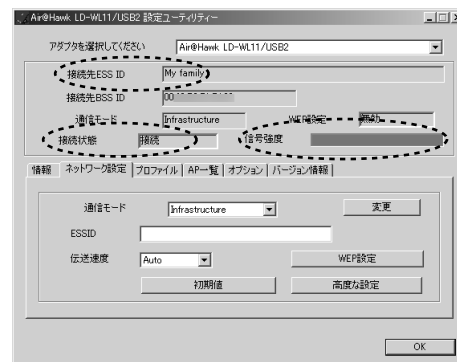 Air@Hawk LD-WL11/USB2 設定ユーティリティー
アダプタを選択してください Air@Hawk LD-WL11/USB2
接続先ESS ID My family
接続先BSS ID 00
通信モード Infrastructure WEP設定 無効
接続状態 接続 信号強度
情報 ネットワーク設定 プロファイル AP一覧 オプション バージョン情報
通信モード Infrastructure 変更
ESSID
伝送速度 Auto WEP設定
初期値 高度な設定
OK